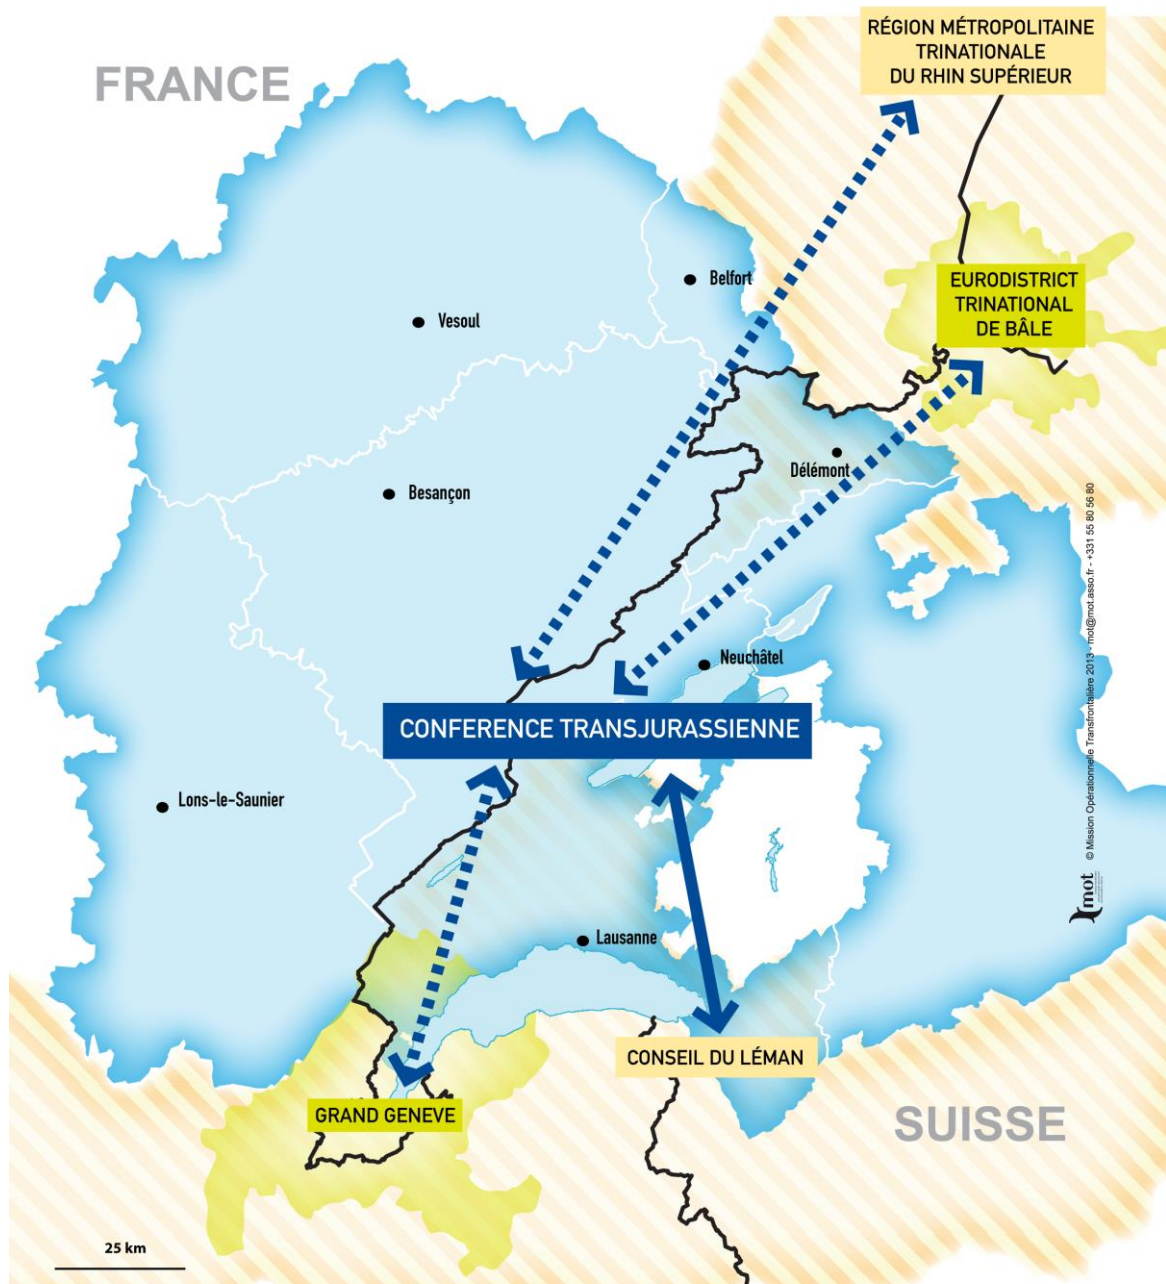 RÉGION MÉTROPOLITAINE
TRINATIONALE
DU RHIN SUPÉRIEUR
FRANCE
EURODISTRICT
TRINATIONAL
DE BÂLE
Belfort
Vesoul
Délémont
Besançon
Neuchâtel
CONFERENCE TRANSJURASSIENNE
Lons-le-Saunier
Lausanne
CONSEIL DU LÉMAN
GRAND GENEVE
SUISSE
25 km
mot
© Mission Opérationnelle Transfrontalière 2013 - mot@mot.asso.fr - +331 55 80 56 80